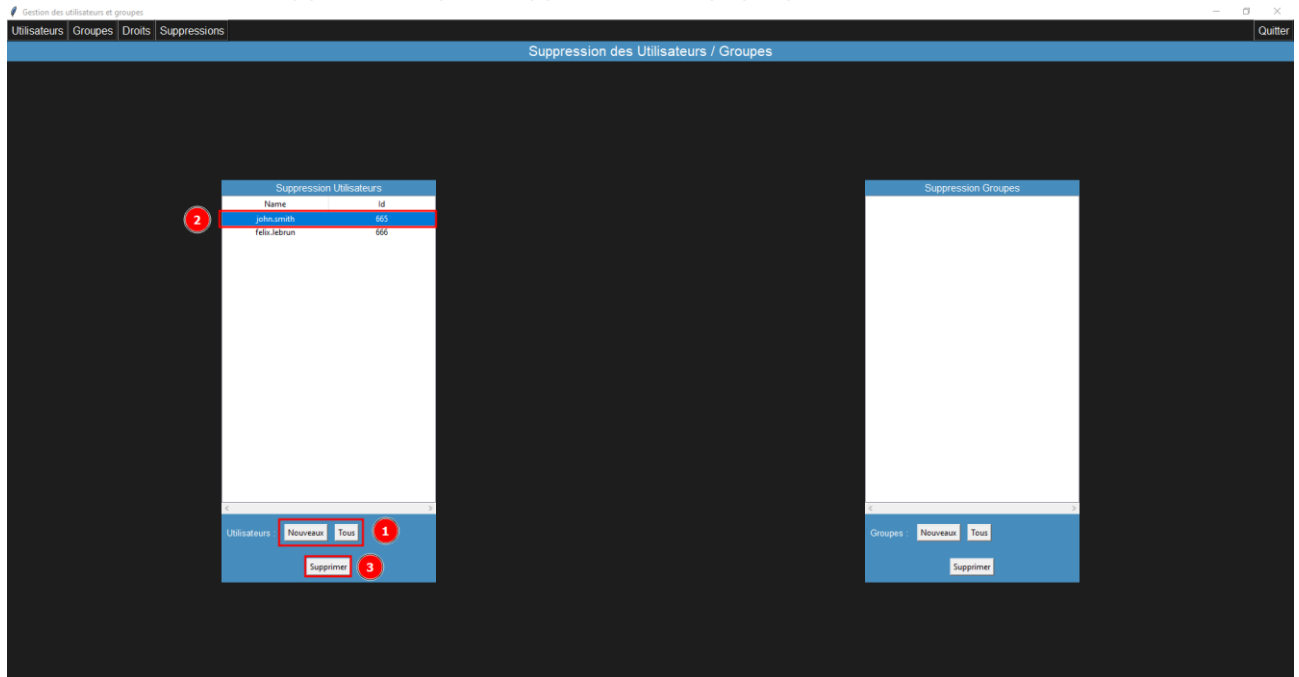 Gestion des utilisateurs et groupes
Utilisateurs Groupes Droits Suppressions Quitter
Suppression des Utilisateurs / Groupes
Suppression Utilisateurs
Name Id
2
john.smith 665
felix.lebrun 666
Utilisateurs : Nouveaux Tous 1
Supprimer 3
Suppression Groupes
Groupes : Nouveaux Tous
Supprimer